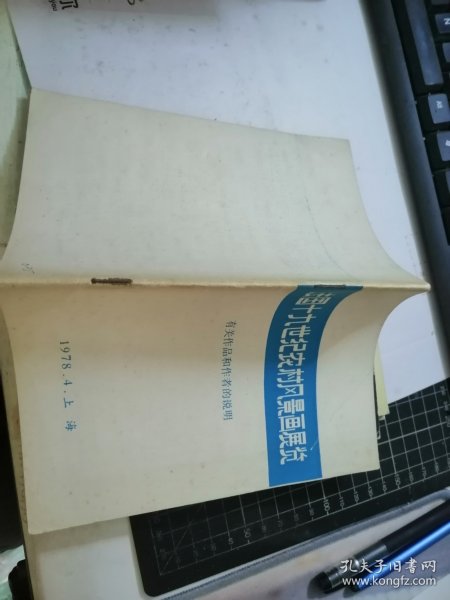 十九世纪农村风景画展览
有关作品和作者的说明
1978.4.上海
孔夫子旧书网
www.kongfz.com